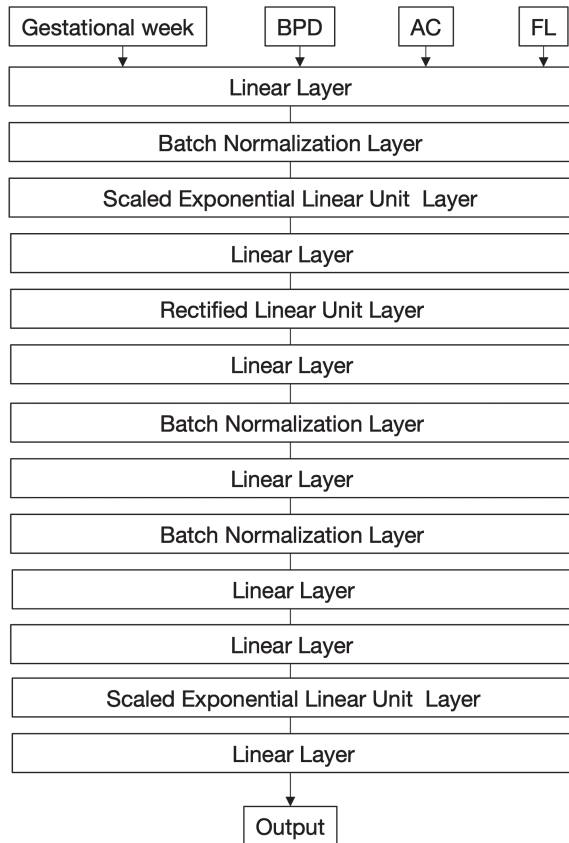 Gestational week BPD AC FL
Linear Layer
Batch Normalization Layer
Scaled Exponential Linear Unit Layer
Linear Layer
Rectified Linear Unit Layer
Linear Layer
Batch Normalization Layer
Linear Layer
Batch Normalization Layer
Linear Layer
Linear Layer
Scaled Exponential Linear Unit Layer
Linear Layer
Output